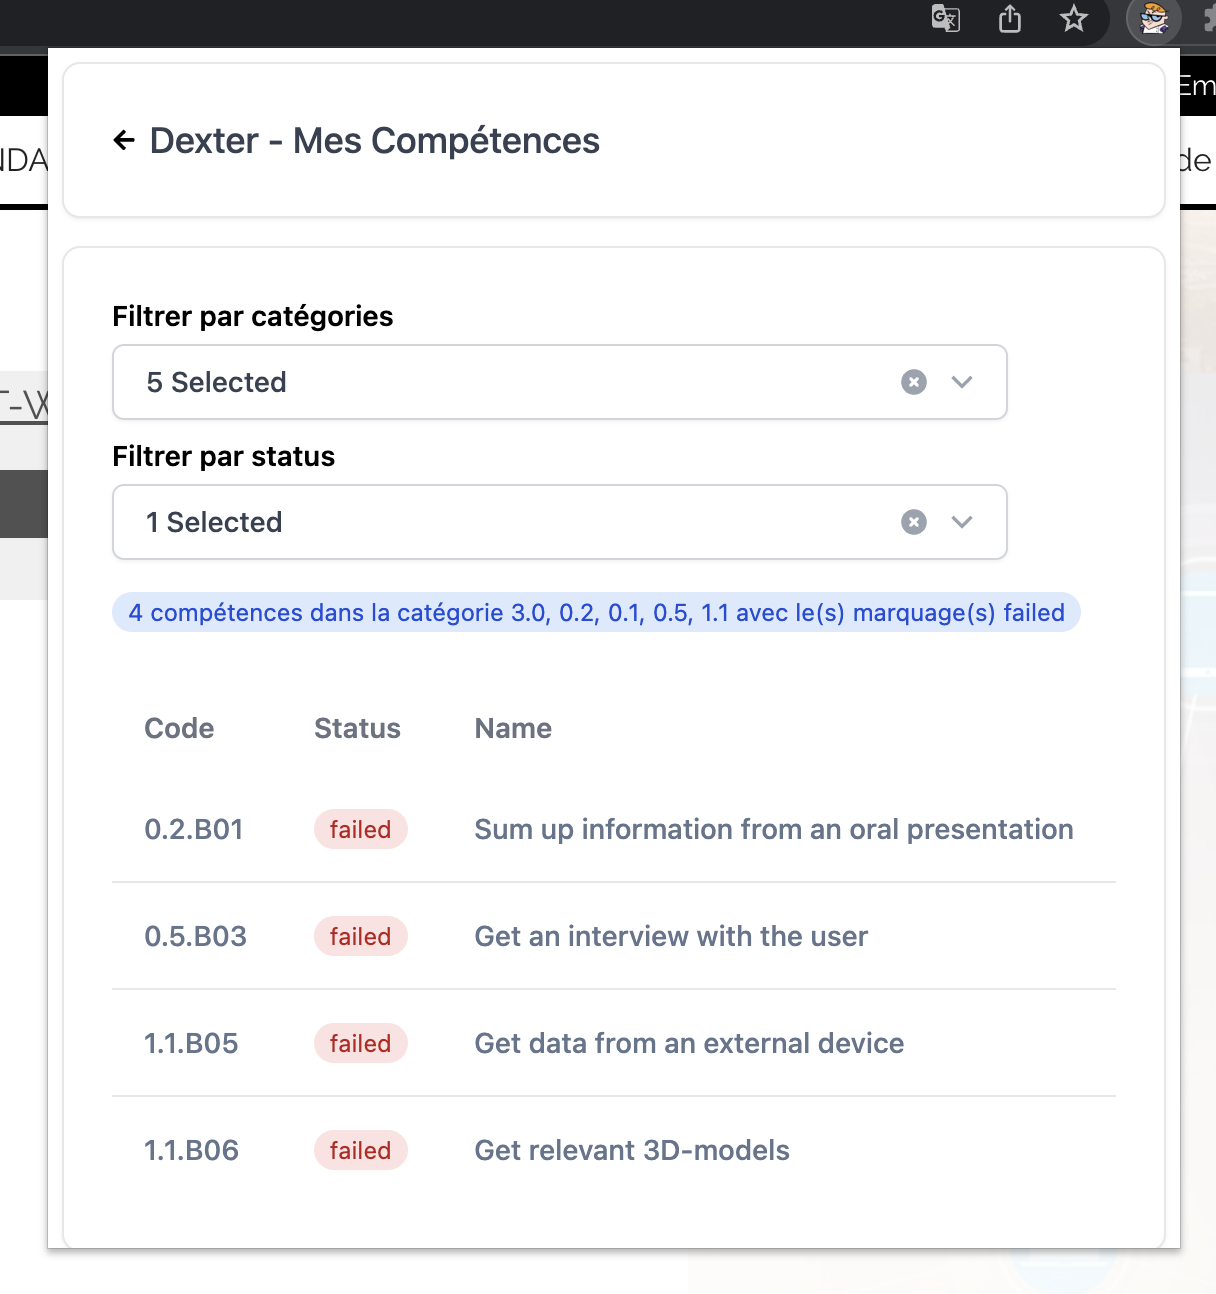 Em
NDA
de
Dexter - Mes Compétences
Filtrer par catégories
5 Selected
T-W
Filtrer par status
1 Selected
4 compétences dans la catégorie 3.0, 0.2, 0.1, 0.5, 1.1 avec le(s) marquage(s) failed
Code Status Name
0.2.B01 failed Sum up information from an oral presentation
0.5.B03 failed Get an interview with the user
1.1.B05 failed Get data from an external device
1.1.B06 failed Get relevant 3D-models